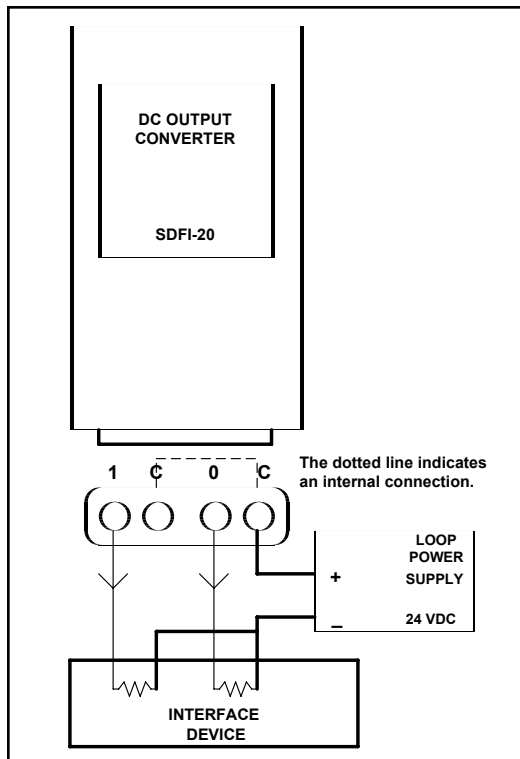 DC OUTPUT
CONVERTER
SDFI-20
1 C 0 C
The dotted line indicates
an internal connection.
LOOP
POWER
+ SUPPLY
– 24 VDC
INTERFACE
DEVICE